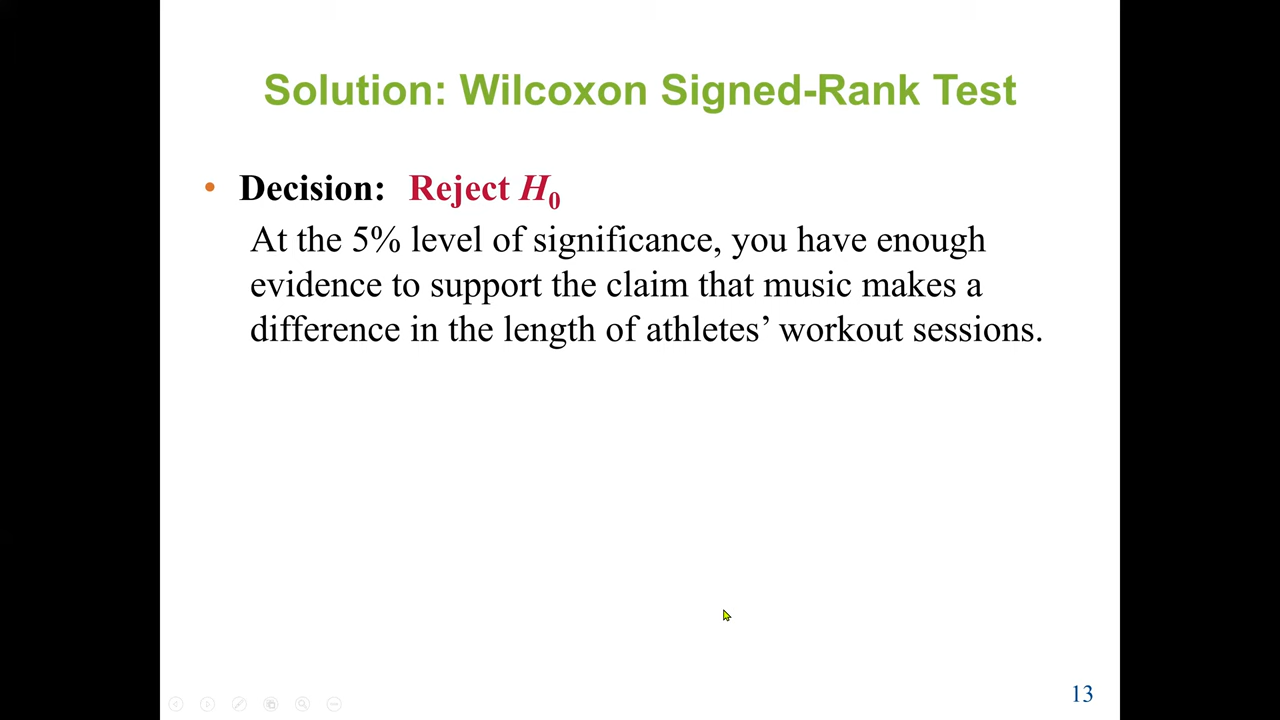 Solution: Wilcoxon Signed-Rank Test
• Decision: Reject H₀
At the 5% level of significance, you have enough
evidence to support the claim that music makes a
difference in the length of athletes’ workout sessions.
13